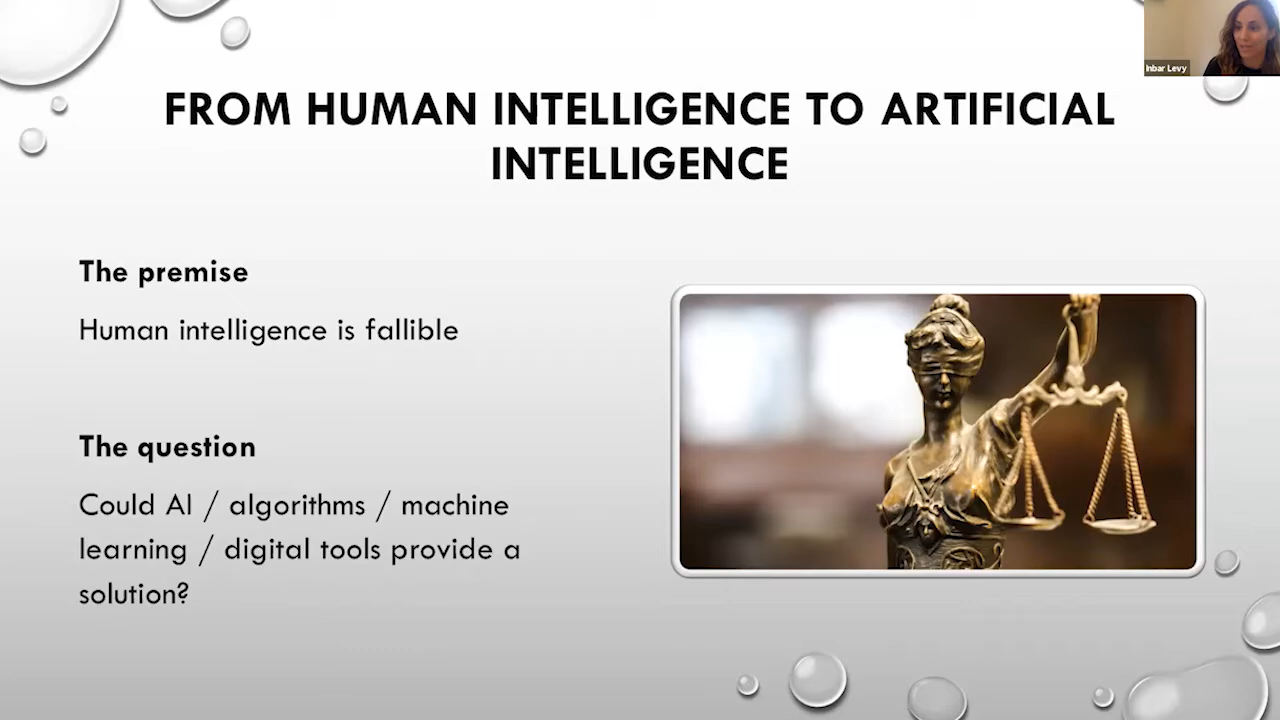 Inbar Levy
FROM HUMAN INTELLIGENCE TO ARTIFICIAL
INTELLIGENCE
The premise
Human intelligence is fallible
The question
Could AI / algorithms / machine
learning / digital tools provide a
solution?